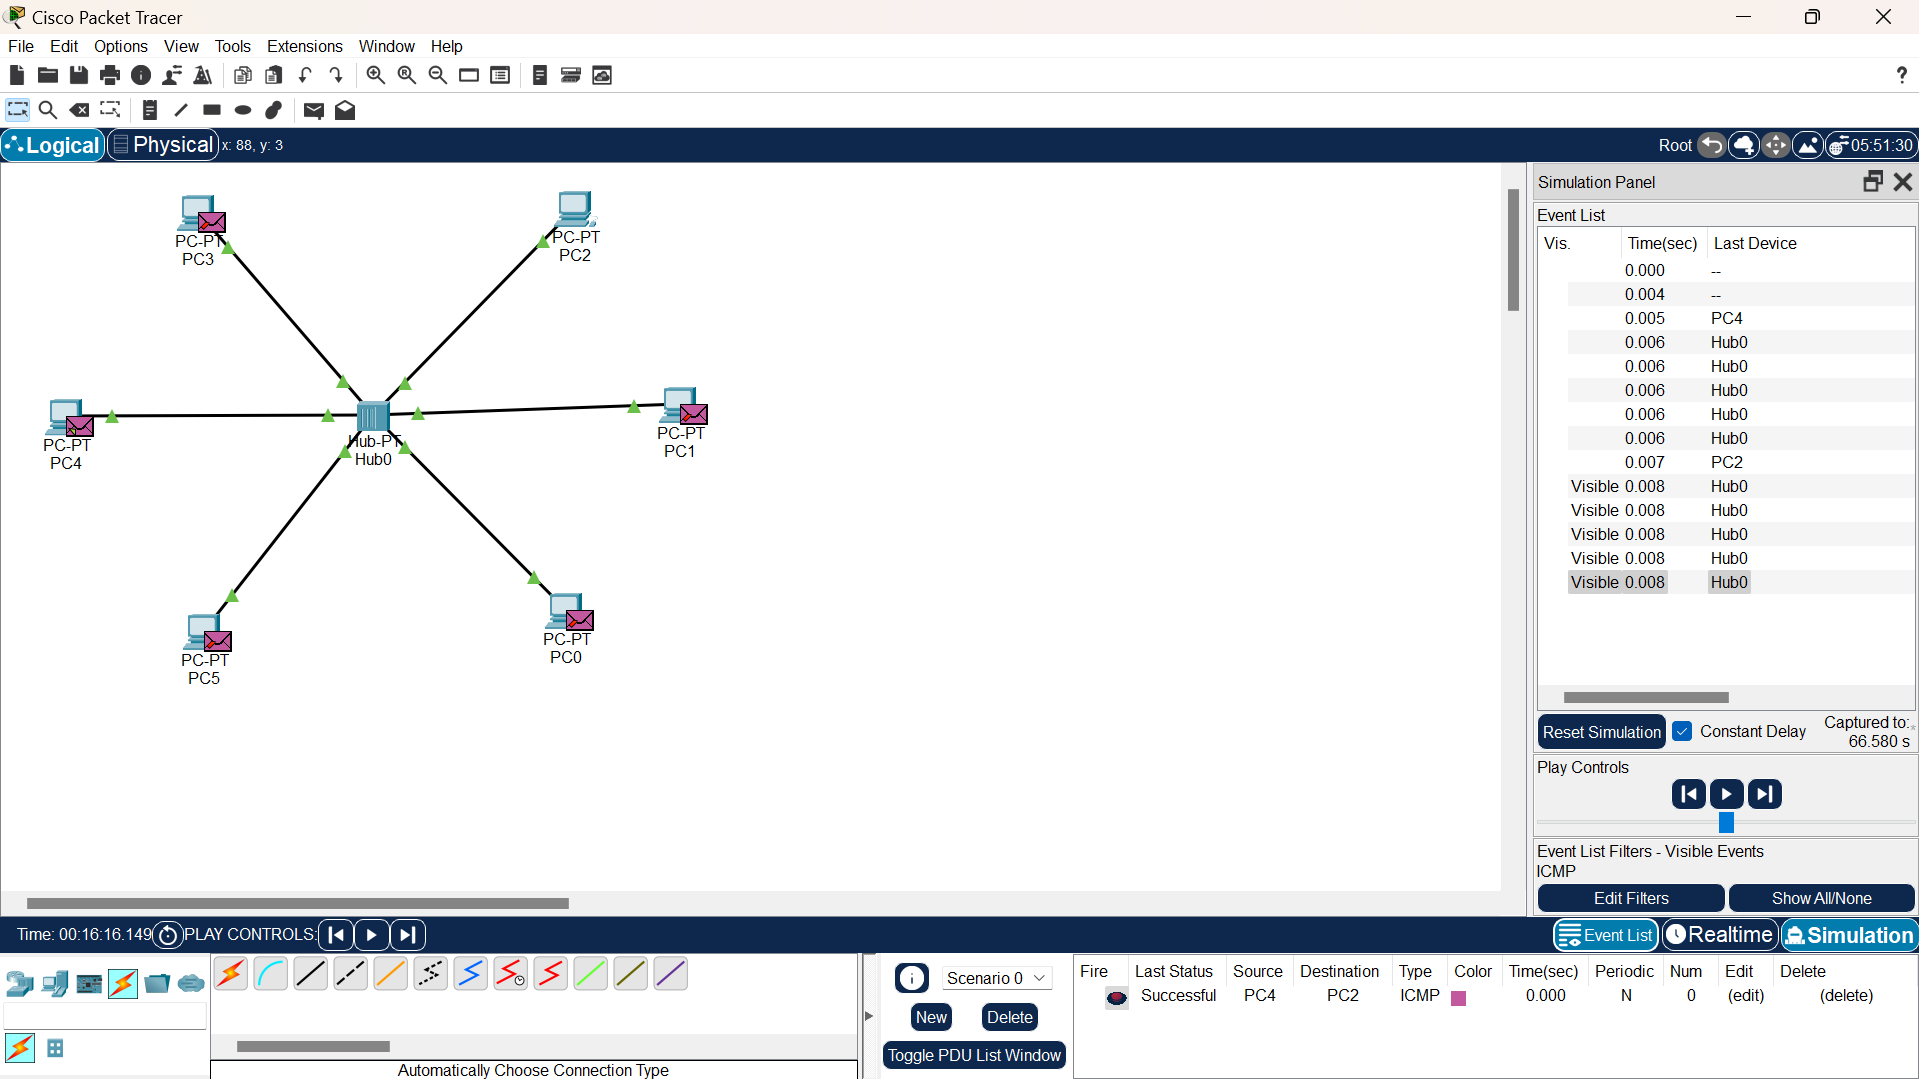 Cisco Packet Tracer
File Edit Options View Tools Extensions Window Help
?
Logical Physical x: 88, y: 3 Root 05:51:30
PC-PT
PC3
PC-PT
PC2
PC-PT
PC4
Hub-PT
Hub0
PC-PT
PC1
PC-PT
PC5
PC-PT
PC0
Simulation Panel
Event List
Vis. Time(sec) Last Device
0.000 --
0.004 --
0.005 PC4
0.006 Hub0
0.006 Hub0
0.006 Hub0
0.006 Hub0
0.006 Hub0
0.007 PC2
Visible 0.008 Hub0
Visible 0.008 Hub0
Visible 0.008 Hub0
Visible 0.008 Hub0
Visible 0.008 Hub0
Reset Simulation Constant Delay Captured to:
66.580 s
Play Controls
Event List Filters - Visible Events
ICMP
Edit Filters Show All/None
Time: 00:16:16.149 PLAY CONTROLS: Event List Realtime Simulation
Automatically Choose Connection Type
Scenario 0
New Delete
Toggle PDU List Window
Fire Last Status Source Destination Type Color Time(sec) Periodic Num Edit Delete
Successful PC4 PC2 ICMP 0.000 N 0 (edit) (delete)